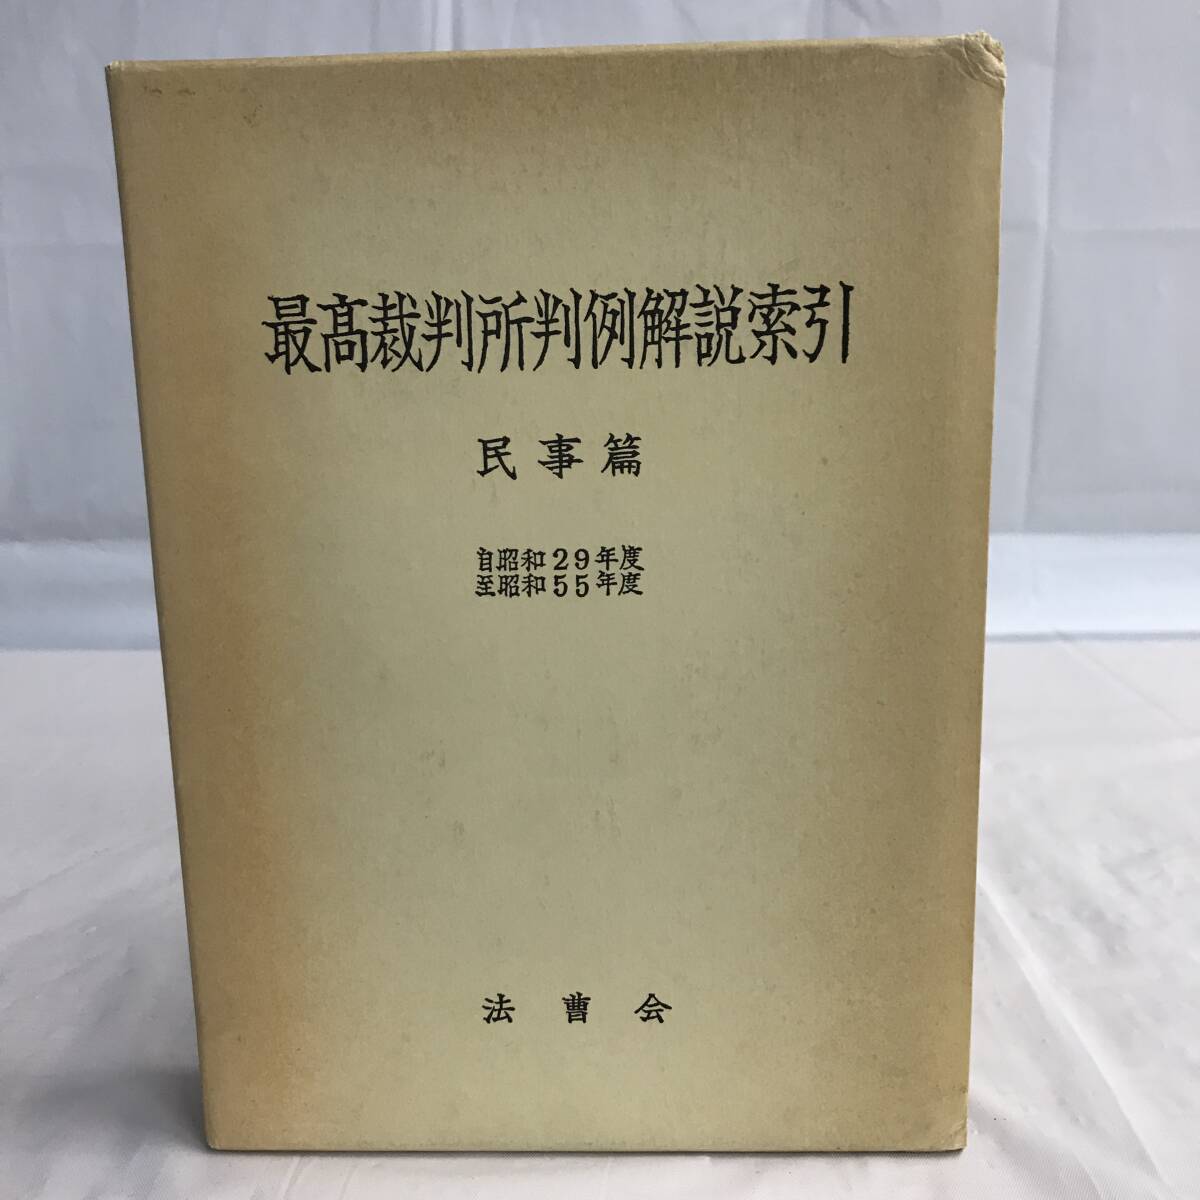 最髙裁判所判例解説索引
民事篇
自昭和29年度
至昭和55年度
法曹会